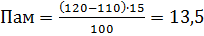 Пам = ((120−110)·15)/100 = 13,5